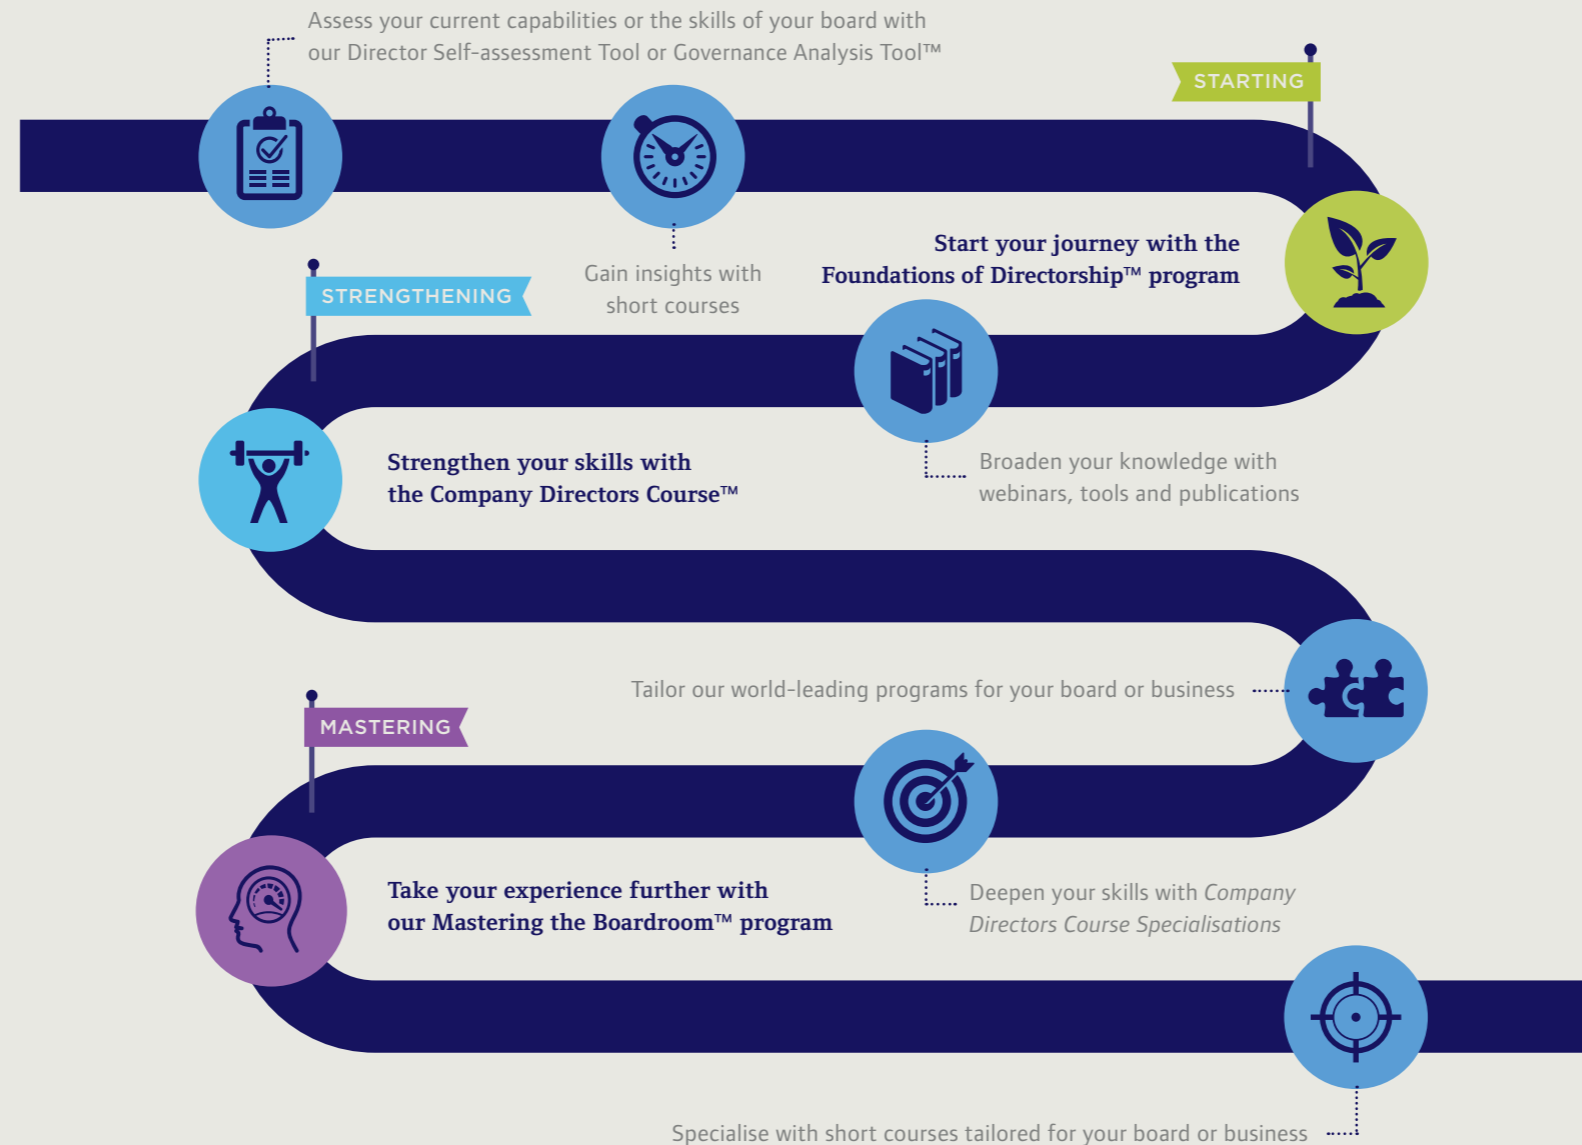 Assess your current capabilities or the skills of your board with
our Director Self-assessment Tool or Governance Analysis Tool™
STARTING
Gain insights with
short courses
Start your journey with the
Foundations of Directorship™ program
STRENGTHENING
Broaden your knowledge with
webinars, tools and publications
Strengthen your skills with
the Company Directors Course™
Tailor our world-leading programs for your board or business
MASTERING
Deepen your skills with Company
Directors Course Specialisations
Take your experience further with
our Mastering the Boardroom™ program
Specialise with short courses tailored for your board or business